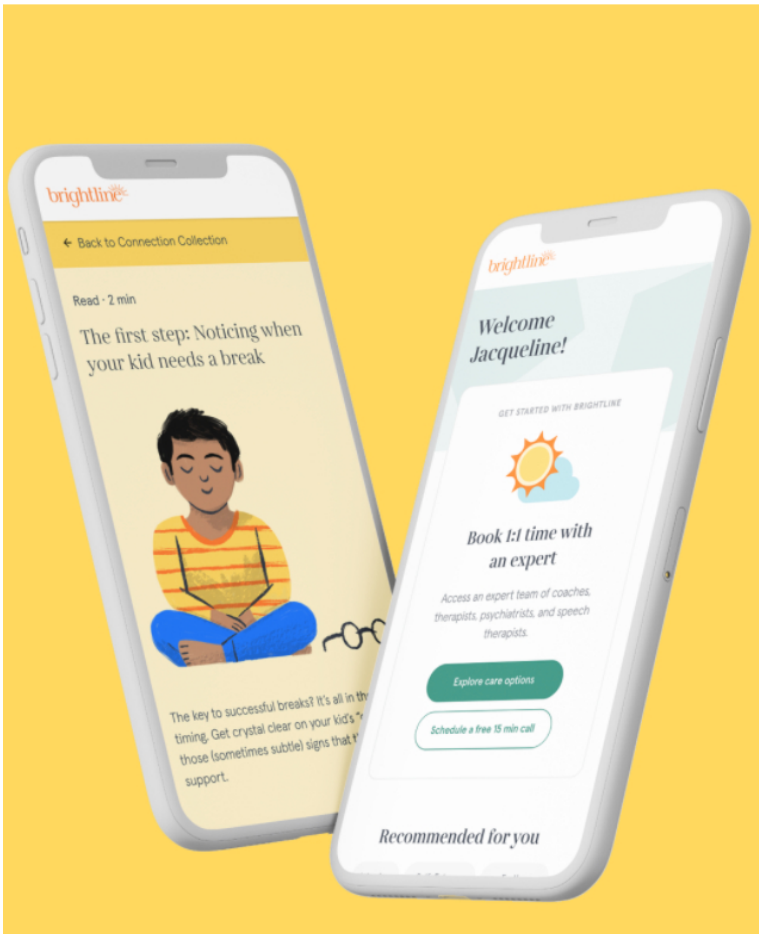 brightline
← Back to Connection Collection
Read · 2 min
The first step: Noticing when
your kid needs a break
The key to successful breaks? It's all in the
timing. Get crystal clear on your kid's
those (sometimes subtle) signs that
support.
brightline
Welcome
Jacqueline!
GET STARTED WITH BRIGHTLINE
Book 1:1 time with
an expert
Access an expert team of coaches,
therapists, psychiatrists, and speech
therapists.
Explore care options
Schedule a free 15 min call
Recommended for you